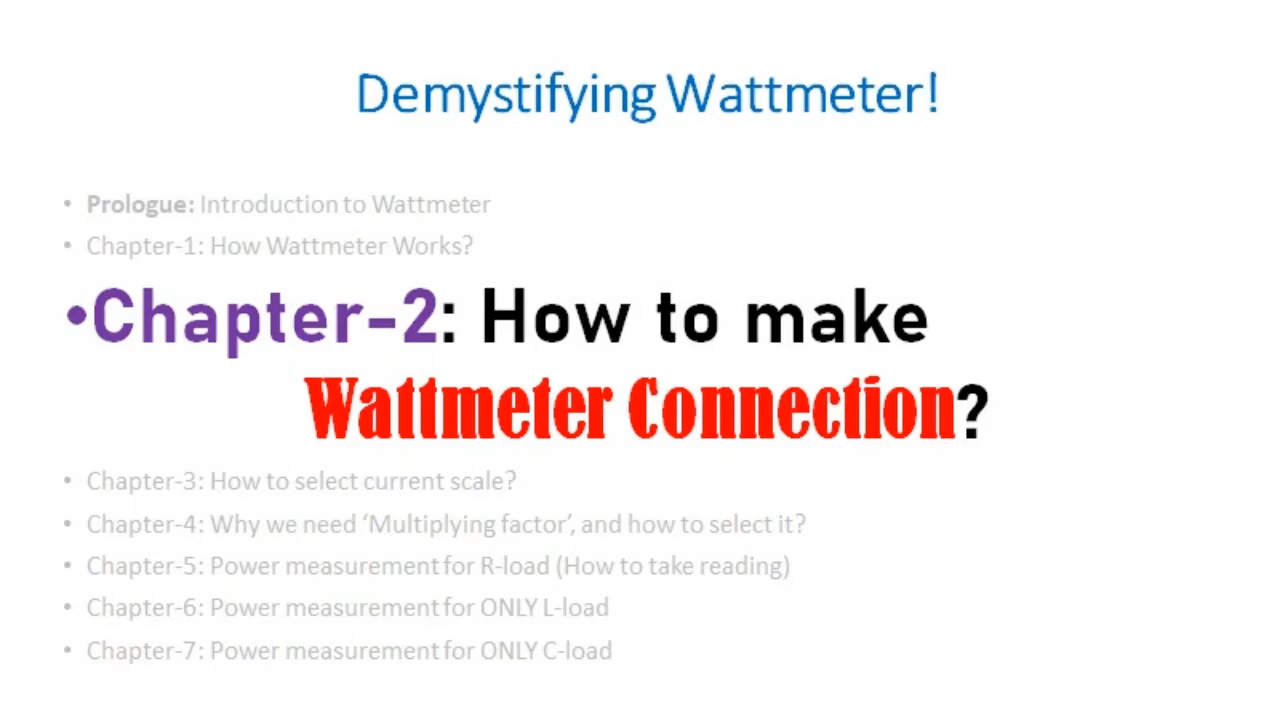 Demystifying Wattmeter!
• Prologue: Introduction to Wattmeter
• Chapter-1: How Wattmeter Works?
•Chapter-2: How to make
Wattmeter Connection?
• Chapter-3: How to select current scale?
• Chapter-4: Why we need ‘Multiplying factor’, and how to select it?
• Chapter-5: Power measurement for R-load (How to take reading)
• Chapter-6: Power measurement for ONLY L-load
• Chapter-7: Power measurement for ONLY C-load